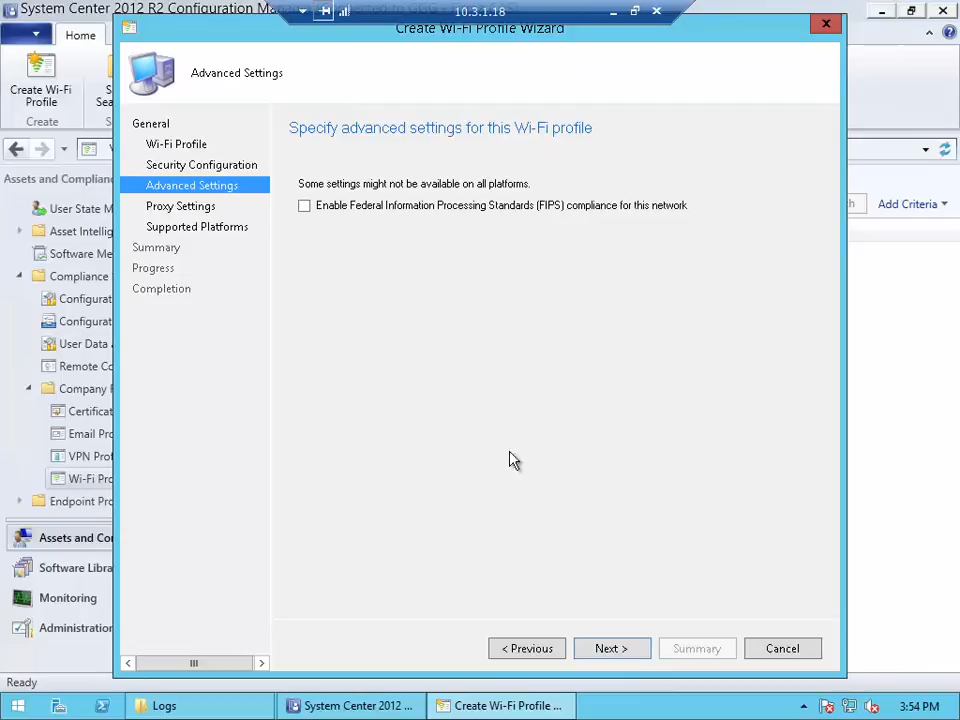 System Center 2012 R2 Configuration Ma
10.3.1.18
Create Wi-Fi Profile Wizard
Home
Create Wi-Fi
Profile
Create
Advanced Settings
Assets and Complianc
Add Criteria
General
Wi-Fi Profile
Security Configuration
Advanced Settings
Proxy Settings
Supported Platforms
Summary
Progress
Completion
Specify advanced settings for this Wi-Fi profile
Some settings might not be available on all platforms.
Enable Federal Information Processing Standards (FIPS) compliance for this network
User State M
Asset Intellig
Software Me
Compliance
Configurat
Configurat
User Data
Remote Co
Company
Certificat
Email Pro
VPN Prof
Wi-Fi Pro
Endpoint Pro
Assets and Con
Software Libra
Monitoring
Administration
< Previous
Next >
Summary
Cancel
Ready
Logs
System Center 2012 ...
Create Wi-Fi Profile ...
3:54 PM